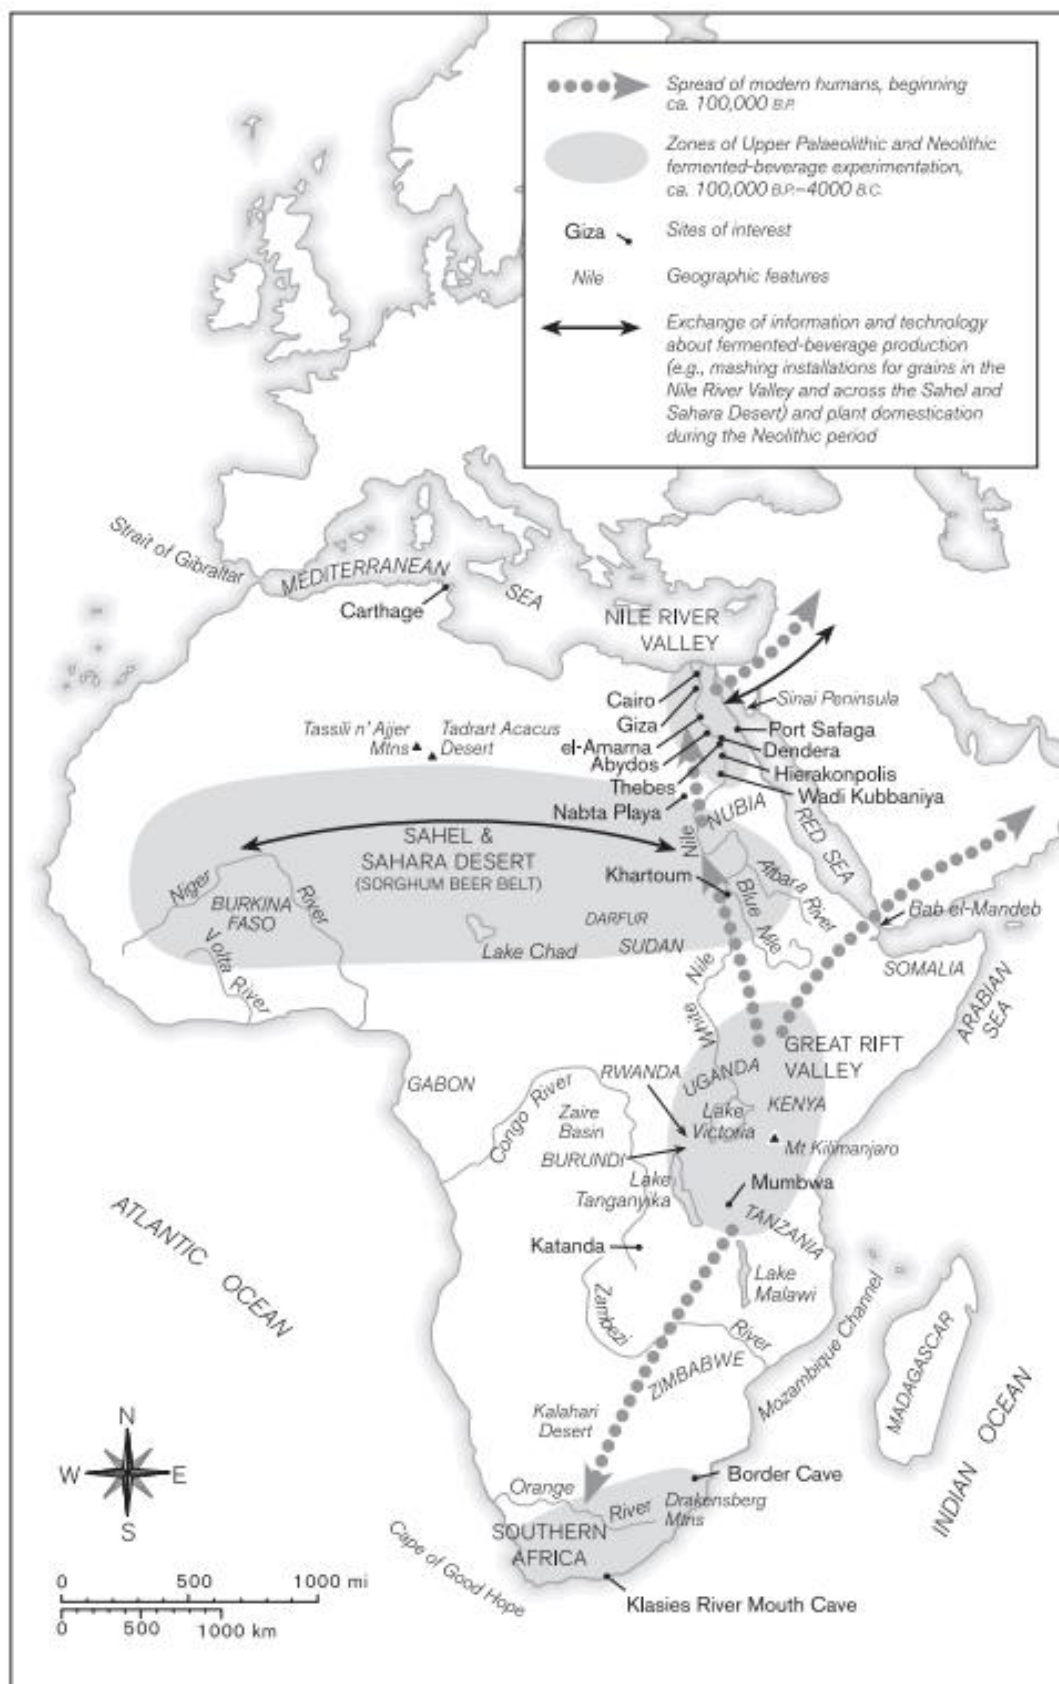 Spread of modern humans, beginning
ca. 100,000 B.P.
Zones of Upper Palaeolithic and Neolithic
fermented-beverage experimentation,
ca. 100,000 B.P.–4000 B.C.
Giza
Sites of interest
Nile
Geographic features
Exchange of information and technology
about fermented-beverage production
(e.g., mashing installations for grains in the
Nile River Valley and across the Sahel and
Sahara Desert) and plant domestication
during the Neolithic period
Strait of Gibraltar
MEDITERRANEAN
SEA
Carthage
NILE RIVER
VALLEY
Cairo
Sinai Peninsula
Giza
Port Safaga
el-Amarna
Dendera
Abydos
Hierakonpolis
Thebes
Wadi Kubbaniya
Nabta Playa
Tassili n' Ajjer
Mtns
Tadrart Acacus
Desert
NUBIA
RED SEA
Nile
SAHEL &
SAHARA DESERT
(SORGHUM BEER BELT)
Khartoum
Atbara
River
Blue Nile
Bab el-Mandeb
Niger
River
BURKINA
FASO
DARFUR
Lake Chad
SUDAN
Volta
River
White
Nile
SOMALIA
ARABIAN
SEA
GREAT RIFT
VALLEY
GABON
RWANDA
UGANDA
KENYA
Congo River
Zaire
Basin
Lake
Victoria
Mt Kilimanjaro
BURUNDI
Lake
Tanganyika
Mumbwa
TANZANIA
Katanda
Lake
Malawi
ATLANTIC OCEAN
Zambezi
River
ZIMBABWE
Mozambique Channel
MADAGASCAR
INDIAN OCEAN
Kalahari
Desert
Border Cave
Orange
River
Drakensberg
Mtns
SOUTHERN
AFRICA
Cape of Good Hope
Klasies River Mouth Cave
N
W
E
S
0 500 1000 mi
0 500 1000 km